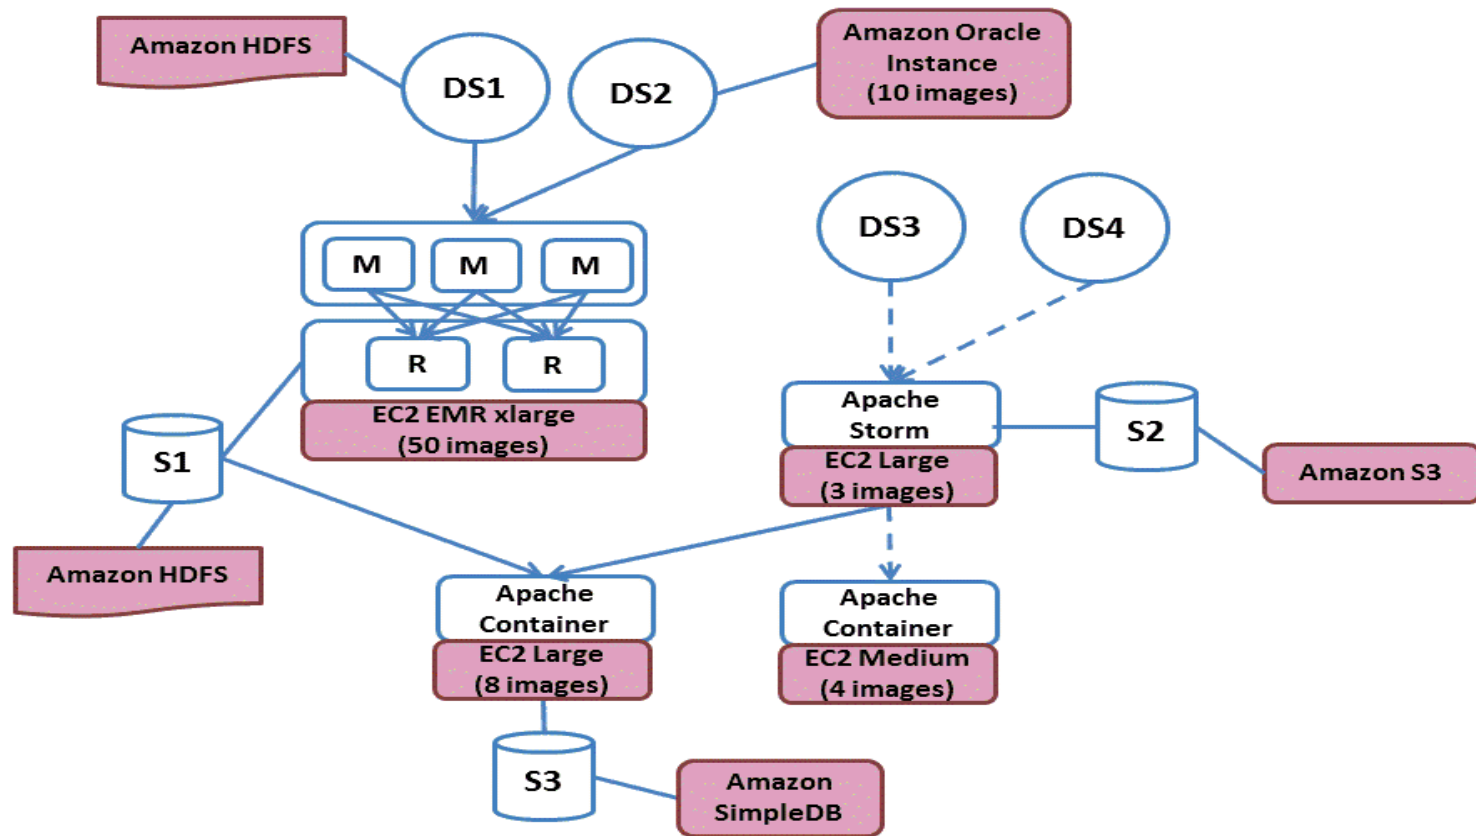 Amazon HDFS
DS1
DS2
Amazon Oracle
Instance
(10 images)
DS3
DS4
M
M
M
R
R
EC2 EMR xlarge
(50 images)
Apache
Storm
EC2 Large
(3 images)
S2
Amazon S3
S1
Amazon HDFS
Apache
Container
EC2 Large
(8 images)
Apache
Container
EC2 Medium
(4 images)
S3
Amazon
SimpleDB